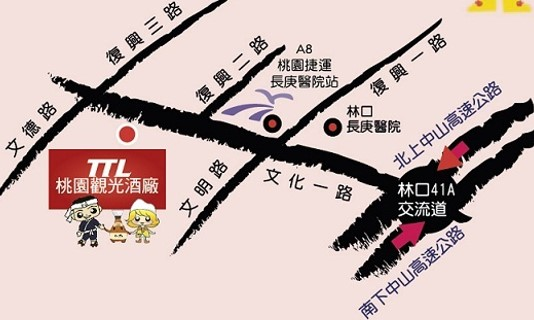 復興三路
復興二路
A8
桃園捷運
長庚醫院站
復興一路
文德路
林口
長庚醫院
北上中山高速公路
TTL
桃園觀光酒廠
文明路
文化一路
林口41A
交流道
南下中山高速公路